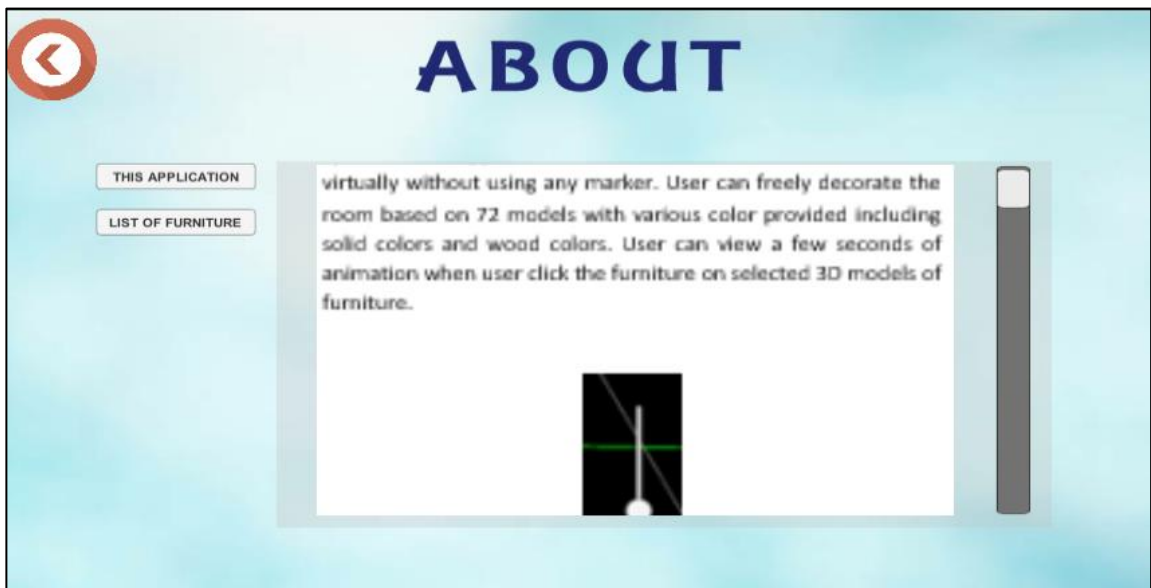 ABOUT
THIS APPLICATION
LIST OF FURNITURE
virtually without using any marker. User can freely decorate the
room based on 72 models with various color provided including
solid colors and wood colors. User can view a few seconds of
animation when user click the furniture on selected 3D models of
furniture.